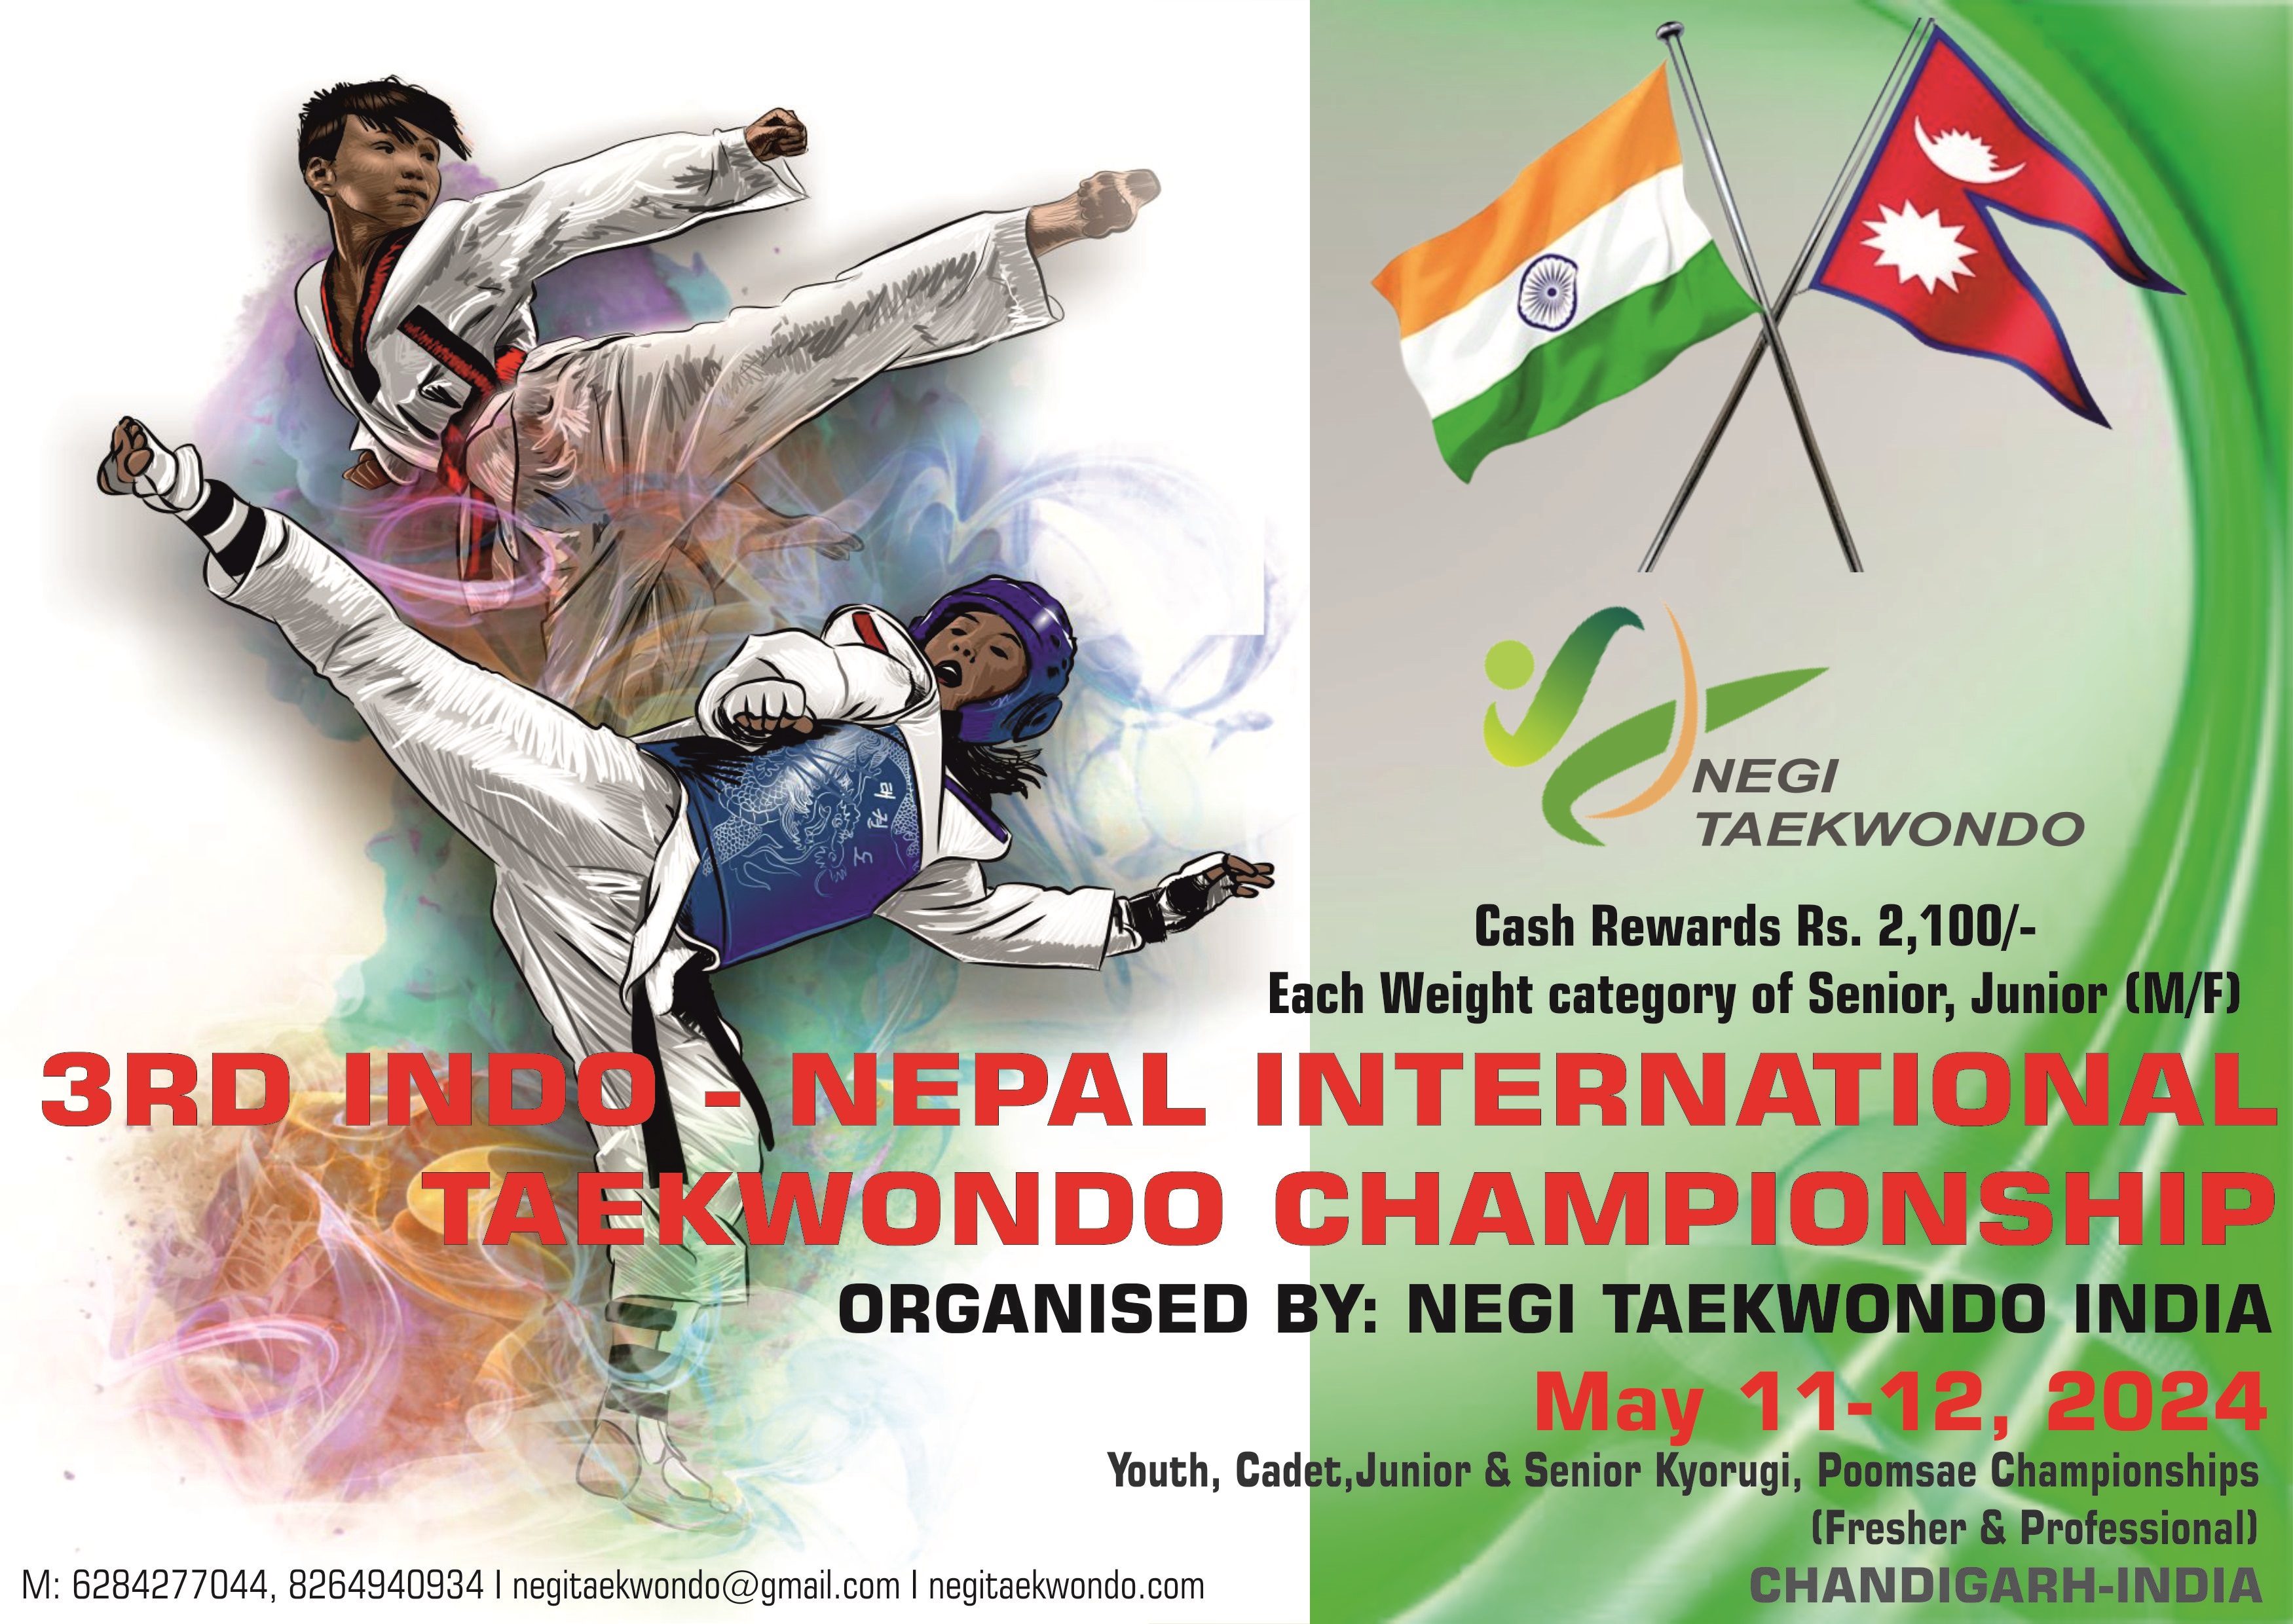 NEGI
TAEKWONDO
Cash Rewards Rs. 2,100/-
Each Weight category of Senior, Junior (M/F)
3RD INDO - NEPAL INTERNATIONAL
TAEKWONDO CHAMPIONSHIP
ORGANISED BY: NEGI TAEKWONDO INDIA
May 11-12, 2024
Youth, Cadet,Junior & Senior Kyorugi, Poomsae Championships
(Fresher & Professional)
CHANDIGARH-INDIA
M: 6284277044, 8264940934 I negitaekwondo@gmail.com I negitaekwondo.com